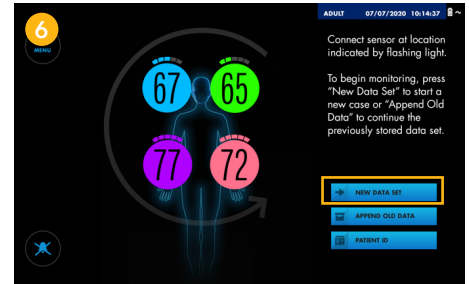 6
MENU
67
65
77
72
ADULT 07/07/2020 10:14:37
Connect sensor at location
indicated by flashing light.
To begin monitoring, press
"New Data Set" to start a
new case or "Append Old
Data" to continue the
previously stored data set.
NEW DATA SET
APPEND OLD DATA
PATIENT ID